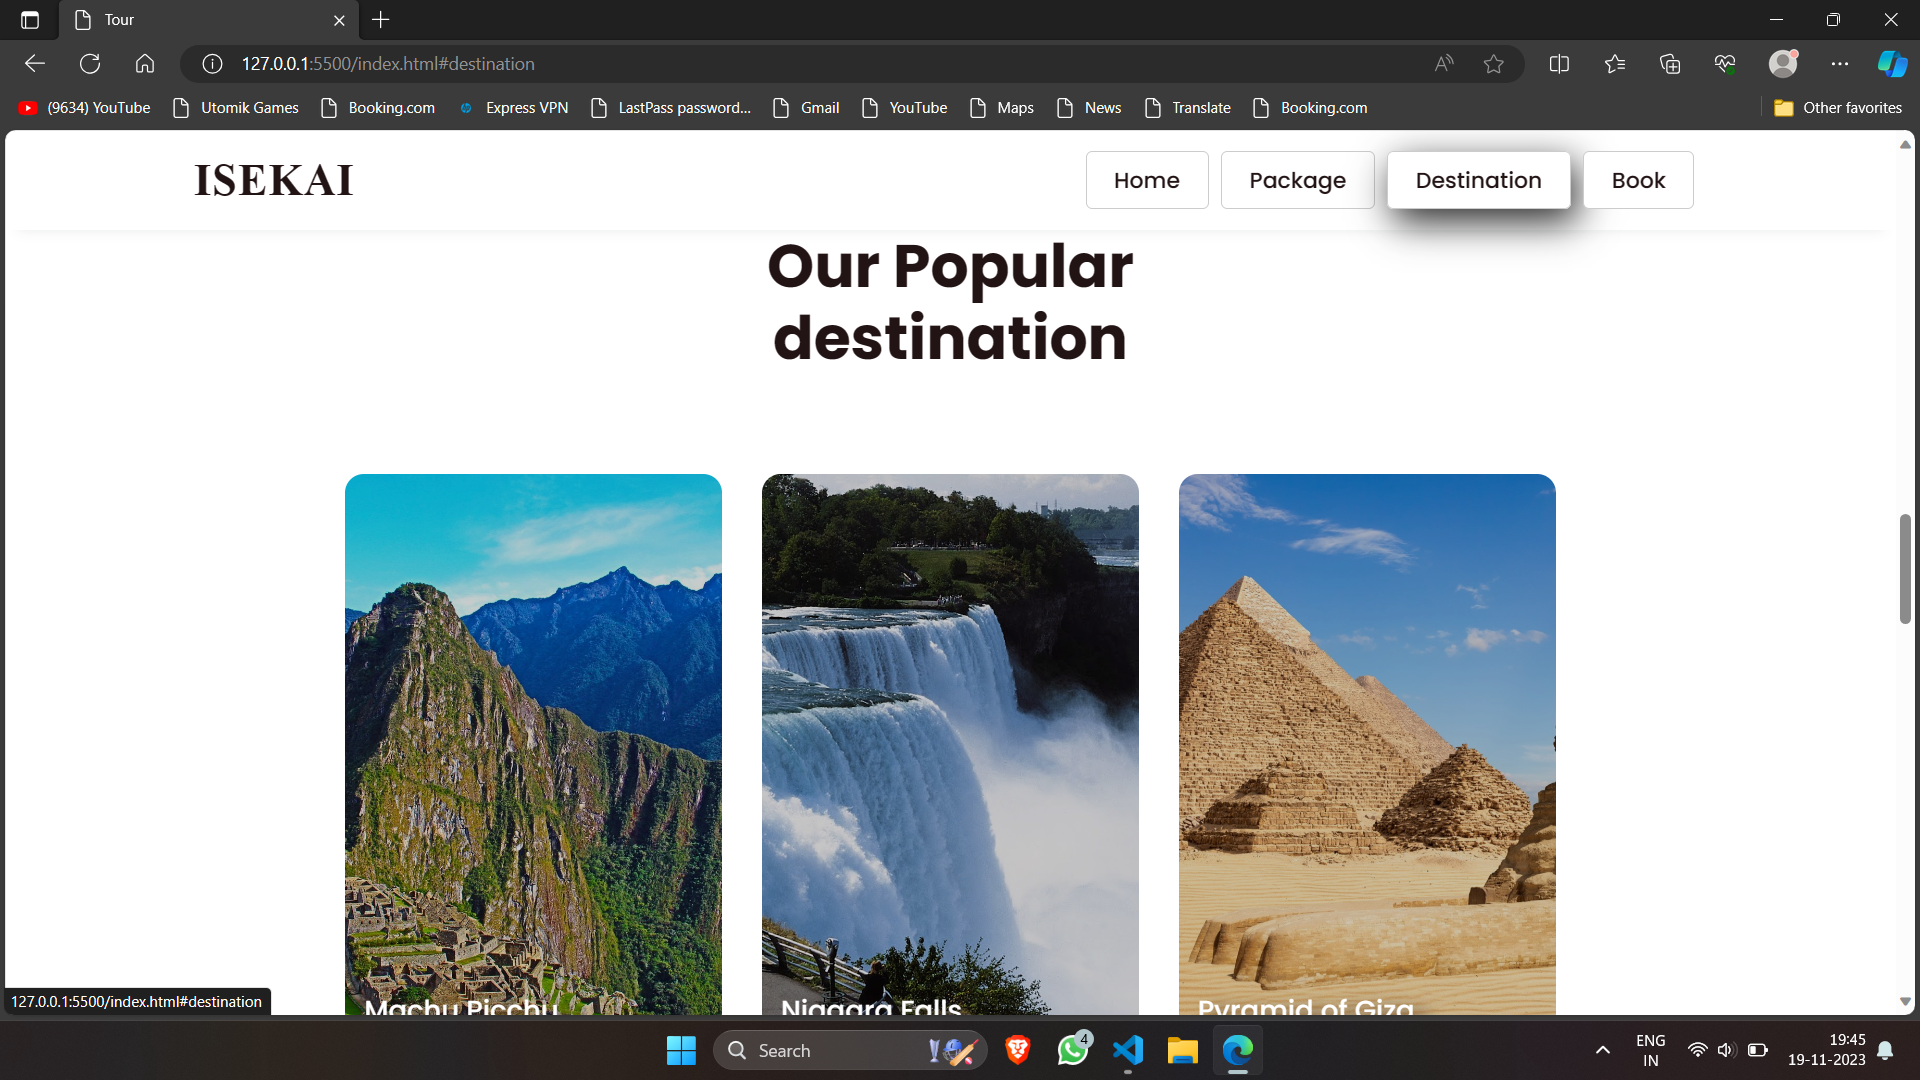 Tour
127.0.0.1:5500/index.html#destination
(9634) YouTube Utomik Games Booking.com Express VPN LastPass password... Gmail YouTube Maps News Translate Booking.com Other favorites
ISEKAI Home Package Destination Book
Our Popular
destination
Machu Picchu Niagara Falls Pyramid of Giza
127.0.0.1:5500/index.html#destination
Search 4 ENG 19:45
IN 19-11-2023